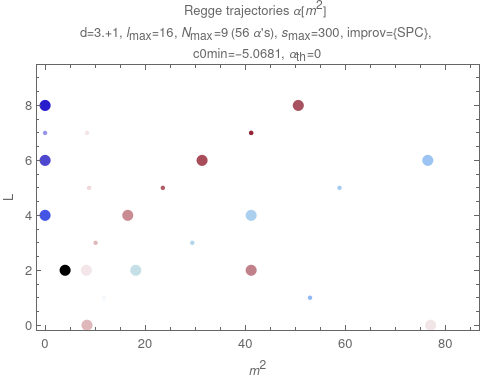 Regge trajectories α[m²]
d=3.+1, lmax=16, Nmax=9 (56 α's), smax=300, improv={SPC},
c0min=−5.0681, αth=0
8
6
4
2
0
L
0 20 40 60 80
m²